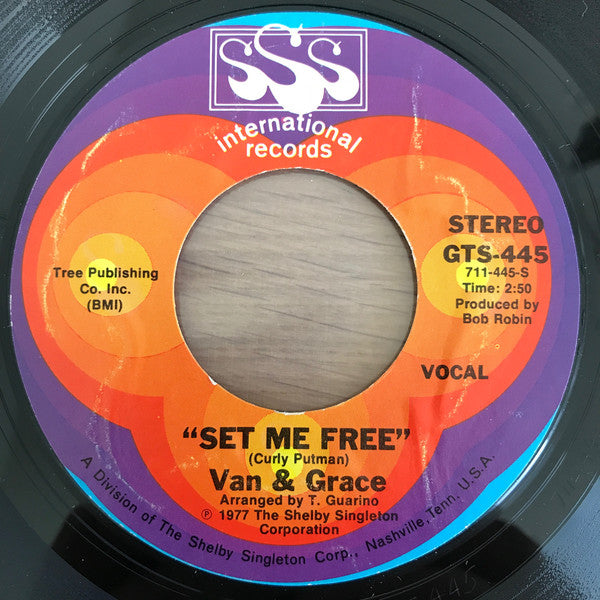 SSS
international
records
STEREO
GTS-445
711-445-S
Time: 2:50
Produced by
Bob Robin
Tree Publishing
Co. Inc.
(BMI)
VOCAL
"SET ME FREE"
(Curly Putman)
Van & Grace
Arranged by T. Guarino
℗ 1977 The Shelby Singleton
Corporation
A Division of The Shelby Singleton Corp., Nashville, Tenn. U.S.A.